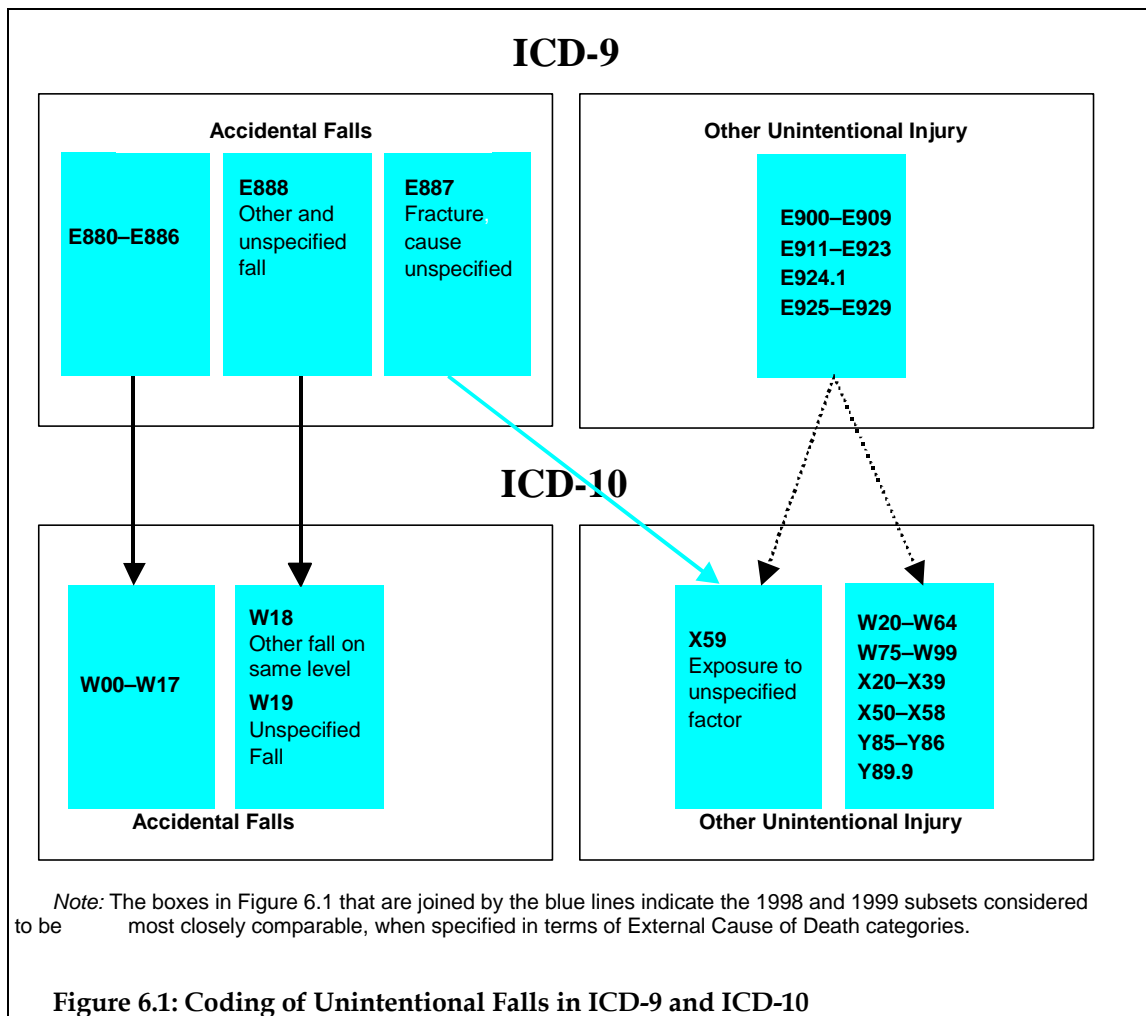 ICD-9
Accidental Falls
E880–E886
E888
Other and
unspecified
fall
E887
Fracture,
cause
unspecified
Other Unintentional Injury
E900–E909
E911–E923
E924.1
E925–E929
ICD-10
W00–W17
W18
Other fall on
same level
W19
Unspecified
Fall
Accidental Falls
X59
Exposure to
unspecified
factor
W20–W64
W75–W99
X20–X39
X50–X58
Y85–Y86
Y89.9
Other Unintentional Injury
Note: The boxes in Figure 6.1 that are joined by the blue lines indicate the 1998 and 1999 subsets considered
to be most closely comparable, when specified in terms of External Cause of Death categories.
Figure 6.1: Coding of Unintentional Falls in ICD-9 and ICD-10